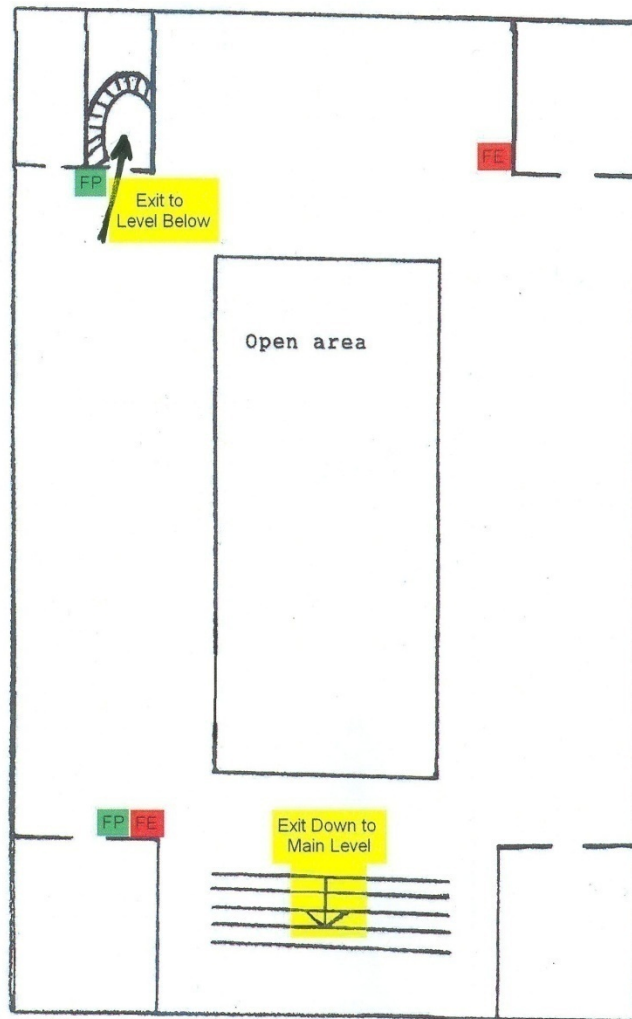 FE
FP
Exit to
Level Below
Open area
FP FE
Exit Down to
Main Level